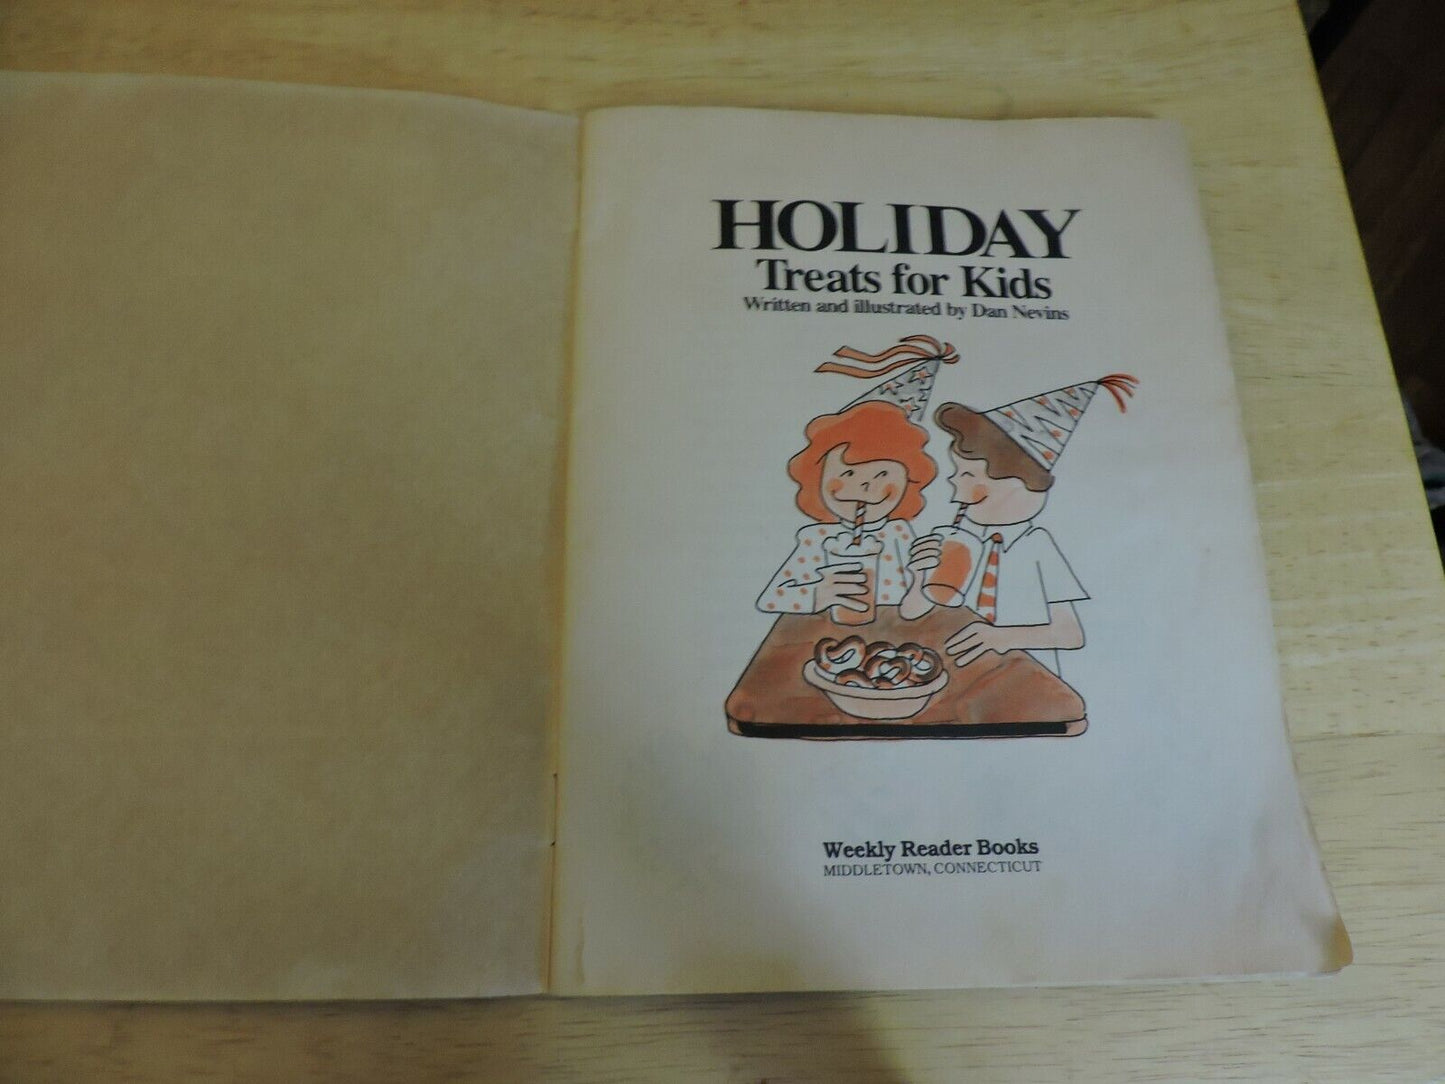 HOLIDAY
Treats for Kids
Written and illustrated by Dan Nevins
Weekly Reader Books
MIDDLETOWN, CONNECTICUT